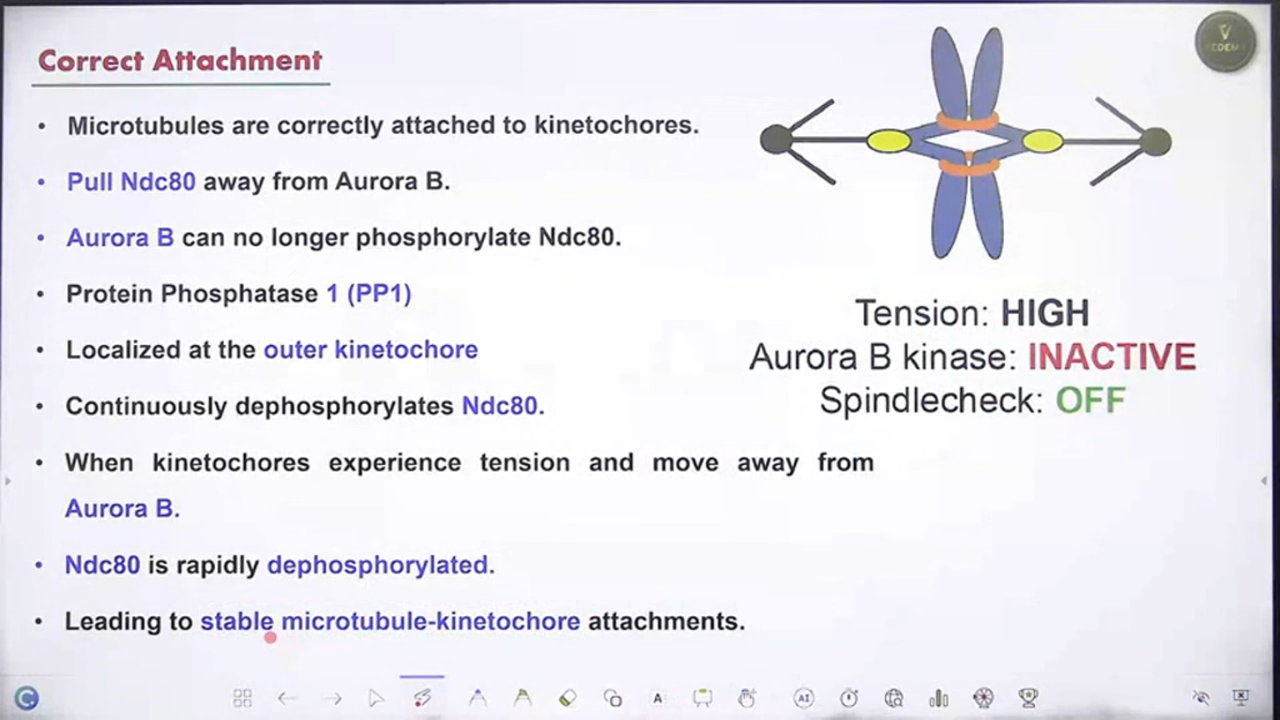 Correct Attachment
• Microtubules are correctly attached to kinetochores.
• Pull Ndc80 away from Aurora B.
• Aurora B can no longer phosphorylate Ndc80.
• Protein Phosphatase 1 (PP1)
• Localized at the outer kinetochore
• Continuously dephosphorylates Ndc80.
• When kinetochores experience tension and move away from
Aurora B.
• Ndc80 is rapidly dephosphorylated.
• Leading to stable microtubule-kinetochore attachments.
Tension: HIGH
Aurora B kinase: INACTIVE
Spindlecheck: OFF
A
AI